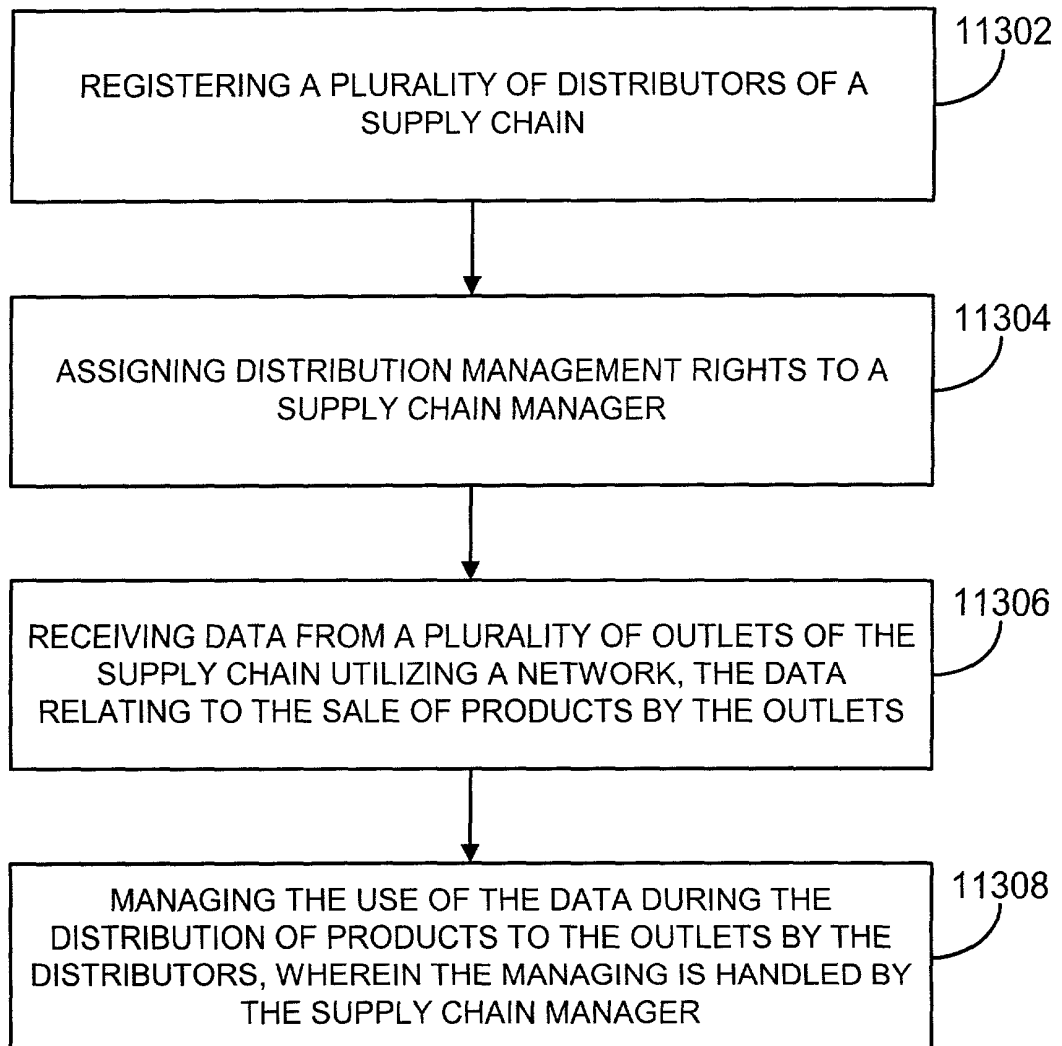 11302
REGISTERING A PLURALITY OF DISTRIBUTORS OF A
SUPPLY CHAIN
11304
ASSIGNING DISTRIBUTION MANAGEMENT RIGHTS TO A
SUPPLY CHAIN MANAGER
11306
RECEIVING DATA FROM A PLURALITY OF OUTLETS OF THE
SUPPLY CHAIN UTILIZING A NETWORK, THE DATA
RELATING TO THE SALE OF PRODUCTS BY THE OUTLETS
11308
MANAGING THE USE OF THE DATA DURING THE
DISTRIBUTION OF PRODUCTS TO THE OUTLETS BY THE
DISTRIBUTORS, WHEREIN THE MANAGING IS HANDLED BY
THE SUPPLY CHAIN MANAGER